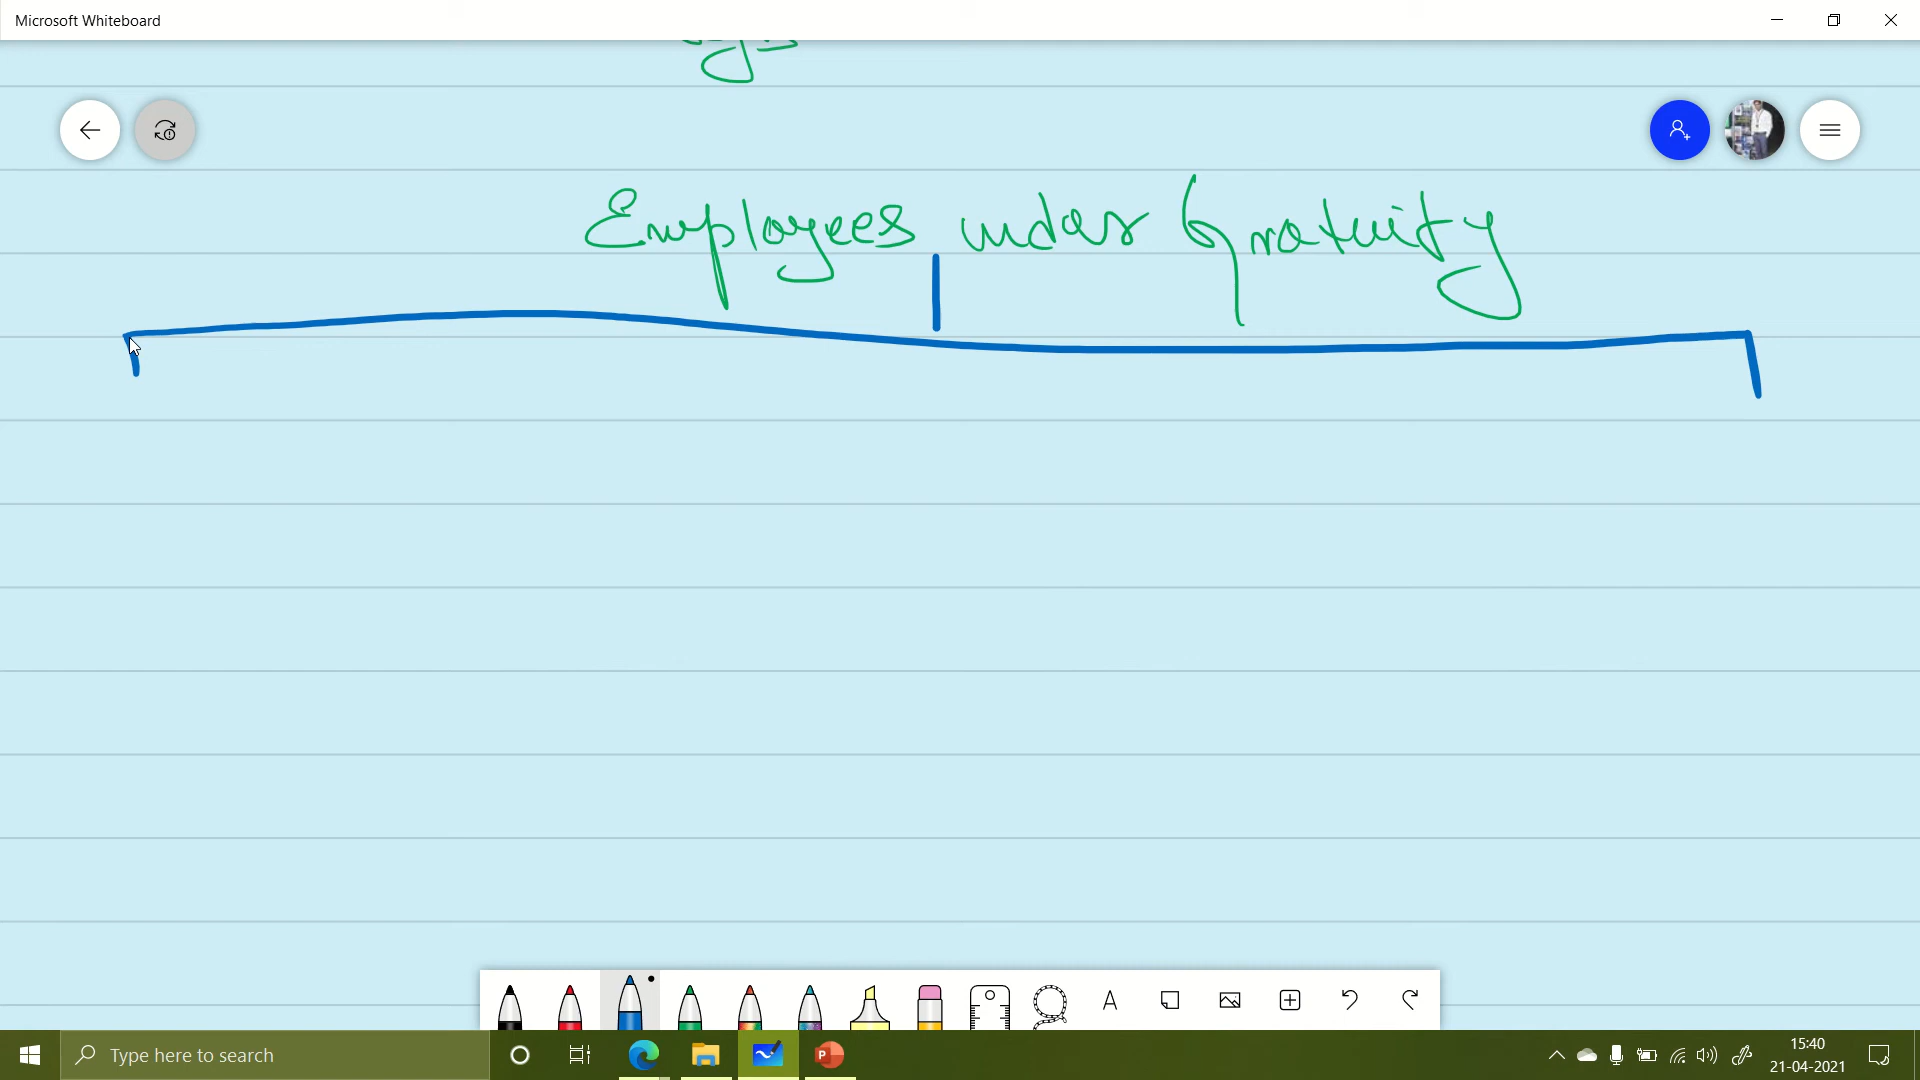 Microsoft Whiteboard
Employees under Gratuity
A
P
Type here to search
15:40
21-04-2021